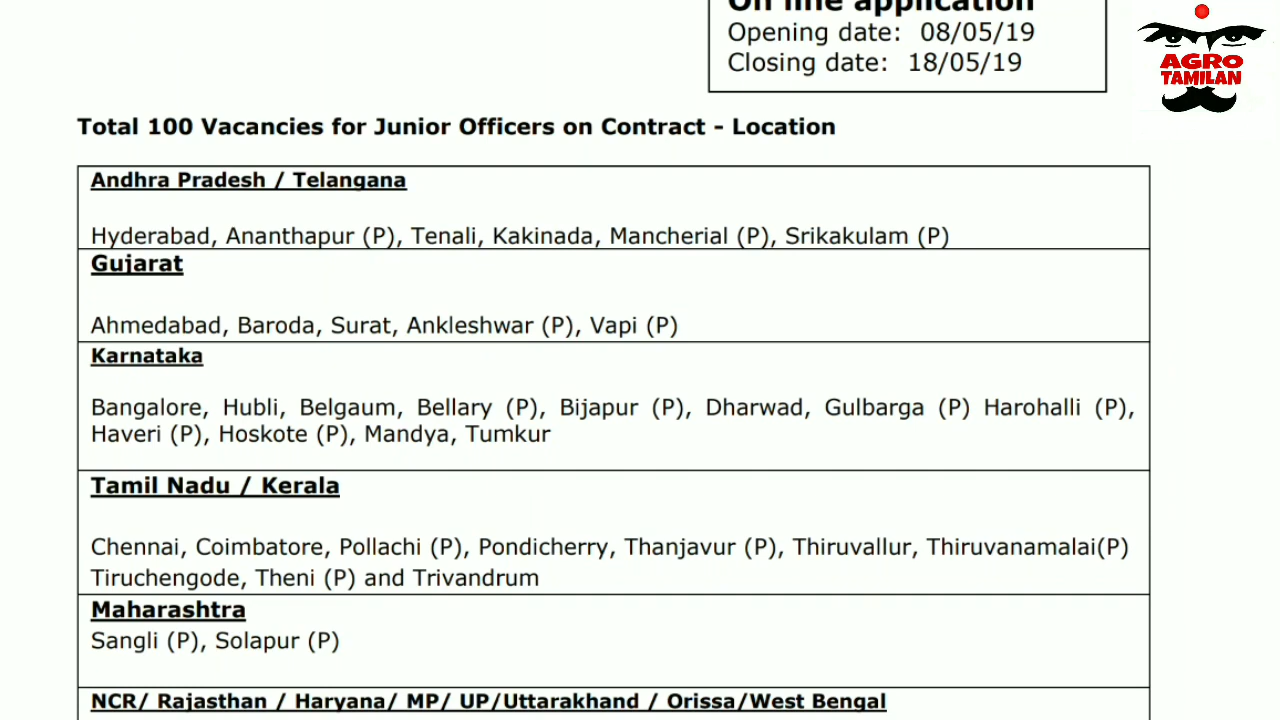 On line application
Opening date: 08/05/19
Closing date: 18/05/19
AGRO
TAMILAN
Total 100 Vacancies for Junior Officers on Contract - Location
Andhra Pradesh / Telangana
Hyderabad, Ananthapur (P), Tenali, Kakinada, Mancherial (P), Srikakulam (P)
Gujarat
Ahmedabad, Baroda, Surat, Ankleshwar (P), Vapi (P)
Karnataka
Bangalore, Hubli, Belgaum, Bellary (P), Bijapur (P), Dharwad, Gulbarga (P) Harohalli (P),
Haveri (P), Hoskote (P), Mandya, Tumkur
Tamil Nadu / Kerala
Chennai, Coimbatore, Pollachi (P), Pondicherry, Thanjavur (P), Thiruvallur, Thiruvanamalai(P)
Tiruchengode, Theni (P) and Trivandrum
Maharashtra
Sangli (P), Solapur (P)
NCR/ Rajasthan / Haryana/ MP/ UP/Uttarakhand / Orissa/West Bengal